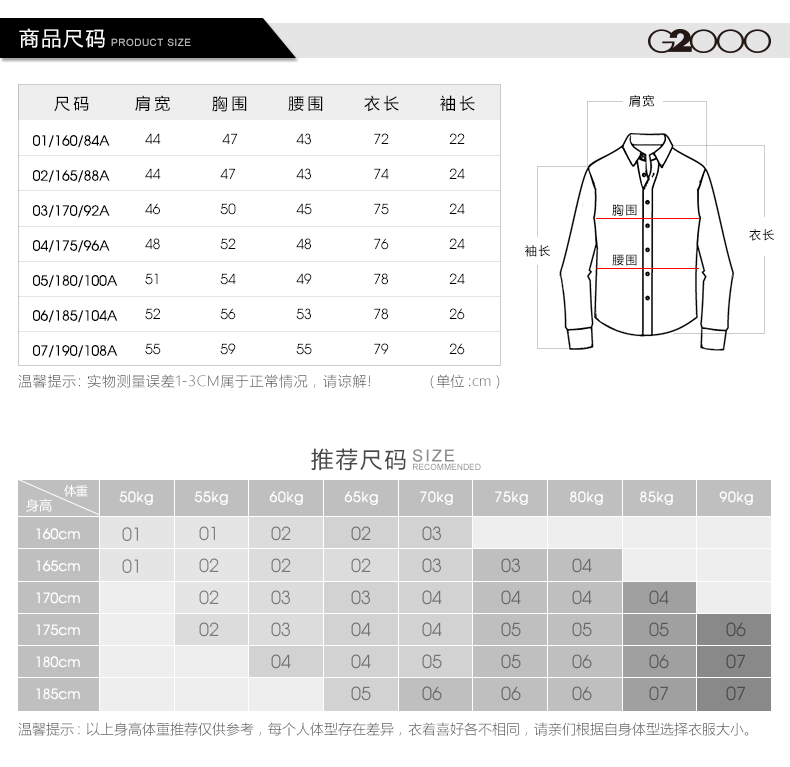 商品尺码 PRODUCT SIZE
G2000
尺码 肩宽 胸围 腰围 衣长 袖长
01/160/84A 44 47 43 72 22
02/165/88A 44 47 43 74 24
03/170/92A 46 50 45 75 24
04/175/96A 48 52 48 76 24
05/180/100A 51 54 49 78 24
06/185/104A 52 56 53 78 26
07/190/108A 55 59 55 79 26
温馨提示: 实物测量误差1-3CM属于正常情况，请谅解! (单位:cm)
肩宽
胸围
衣长
袖长
腰围
推荐尺码 SIZE
RECOMMENDED
体重 50kg 55kg 60kg 65kg 70kg 75kg 80kg 85kg 90kg
身高
160cm 01 01 02 02 03
165cm 01 02 02 02 03 03 04
170cm 02 03 03 04 04 04 04
175cm 02 03 04 04 05 05 05 06
180cm 04 04 05 05 06 06 07
185cm 05 06 06 06 07 07
温馨提示: 以上身高体重推荐仅供参考，每个人体型存在差异，衣着喜好各不相同，请亲们根据自身体型选择衣服大小。